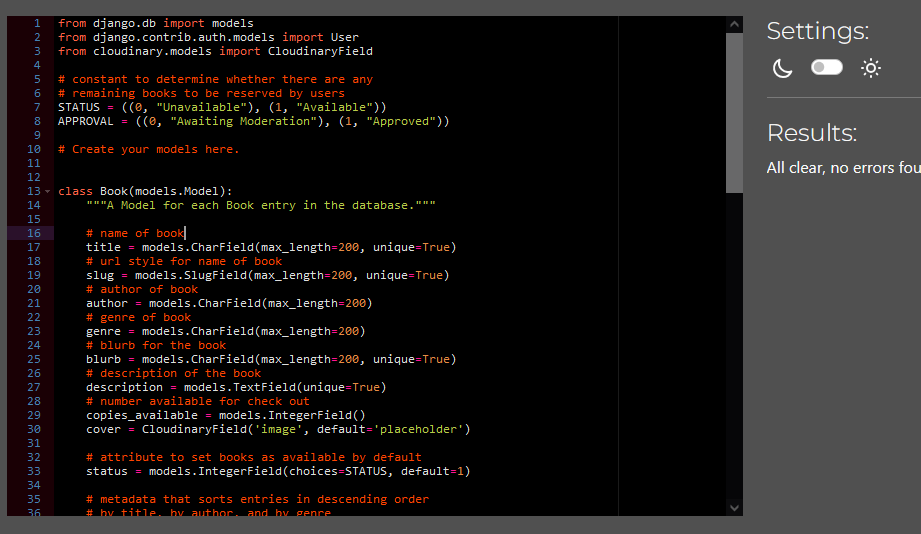 1 from django.db import models
2 from django.contrib.auth.models import User
3 from cloudinary.models import CloudinaryField
4
5 # constant to determine whether there are any
6 # remaining books to be reserved by users
7 STATUS = ((0, "Unavailable"), (1, "Available"))
8 APPROVAL = ((0, "Awaiting Moderation"), (1, "Approved"))
9
10 # Create your models here.
11
12
13 class Book(models.Model):
14     """A Model for each Book entry in the database."""
15
16     # name of book
17     title = models.CharField(max_length=200, unique=True)
18     # url style for name of book
19     slug = models.SlugField(max_length=200, unique=True)
20     # author of book
21     author = models.CharField(max_length=200)
22     # genre of book
23     genre = models.CharField(max_length=200)
24     # blurb for the book
25     blurb = models.CharField(max_length=200, unique=True)
26     # description of the book
27     description = models.TextField(unique=True)
28     # number available for check out
29     copies_available = models.IntegerField()
30     cover = CloudinaryField('image', default='placeholder')
31
32     # attribute to set books as available by default
33     status = models.IntegerField(choices=STATUS, default=1)
34
35     # metadata that sorts entries in descending order
36     # by title, by author, and by genre
Settings:
Results:
All clear, no errors fou